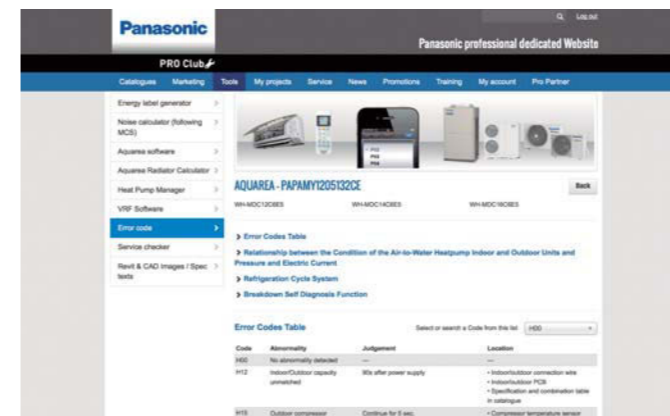 Log out
Panasonic
Panasonic professional dedicated Website
PRO Club
Catalogues Marketing Tools My projects Service News Promotions Training My account Pro Partner
Energy label generator
Noise calculator (following MCS)
Aquarea software
Aquarea Radiator Calculator
Heat Pump Manager
VRF Software
Error code
Service checker
Revit & CAD Images / Spec texts
AQUAREA - PAPAMY1205132CE
Back
WH-MDC12C6E5 WH-MDC14C6E5 WH-MDC16C6E5
Error Codes Table
Relationship between the Condition of the Air-to-Water Heatpump Indoor and Outdoor Units and
Pressure and Electric Current
Refrigeration Cycle System
Breakdown Self Diagnosis Function
Error Codes Table
Select or search a Code from this list H00
Code Abnormality Judgement Location
H00 No abnormality detected — —
H12 Indoor/Outdoor capacity unmatched 90s after power supply • Indoor/outdoor connection wire
• Indoor/outdoor PCB
• Specification and combination table
in catalogue
H15 Outdoor compressor Continue for 5 sec. • Compressor temperature sensor